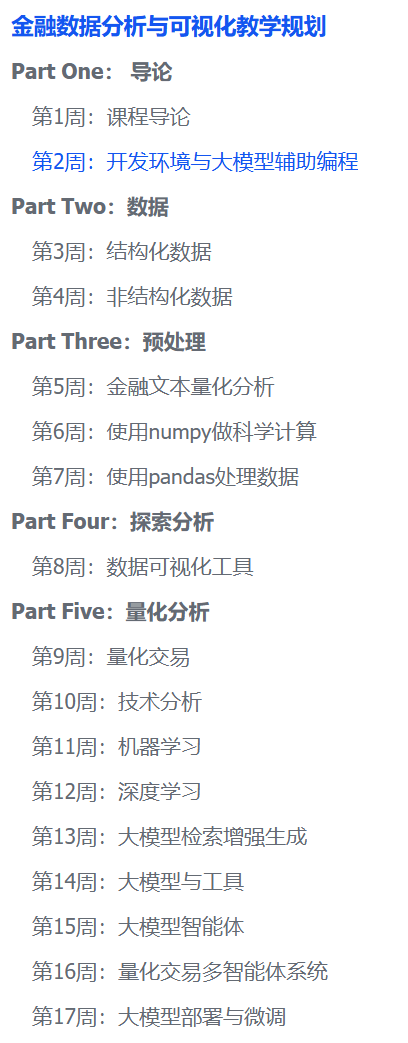 金融数据分析与可视化教学规划
Part One： 导论
第1周：课程导论
第2周：开发环境与大模型辅助编程
Part Two：数据
第3周：结构化数据
第4周：非结构化数据
Part Three：预处理
第5周：金融文本量化分析
第6周：使用numpy做科学计算
第7周：使用pandas处理数据
Part Four：探索分析
第8周：数据可视化工具
Part Five：量化分析
第9周：量化交易
第10周：技术分析
第11周：机器学习
第12周：深度学习
第13周：大模型检索增强生成
第14周：大模型与工具
第15周：大模型智能体
第16周：量化交易多智能体系统
第17周：大模型部署与微调